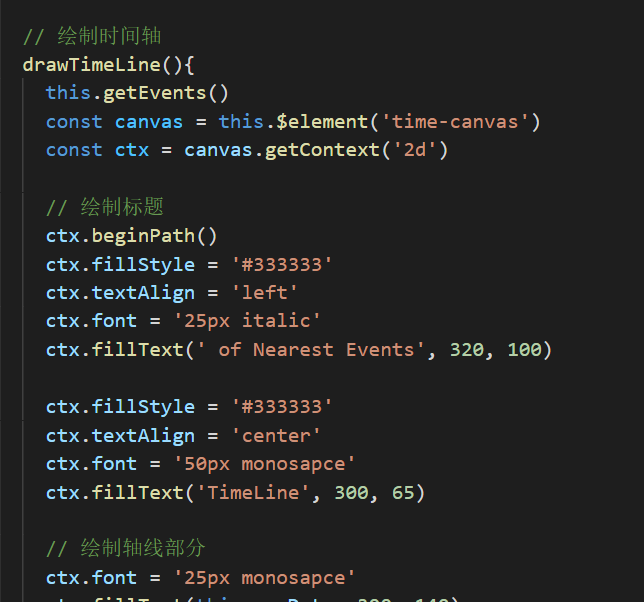 // 绘制时间轴
drawTimeLine(){
this.getEvents()
const canvas = this.$element('time-canvas')
const ctx = canvas.getContext('2d')
// 绘制标题
ctx.beginPath()
ctx.fillStyle = '#333333'
ctx.textAlign = 'left'
ctx.font = '25px italic'
ctx.fillText(' of Nearest Events', 320, 100)
ctx.fillStyle = '#333333'
ctx.textAlign = 'center'
ctx.font = '50px monosapce'
ctx.fillText('TimeLine', 300, 65)
// 绘制轴线部分
ctx.font = '25px monosapce'